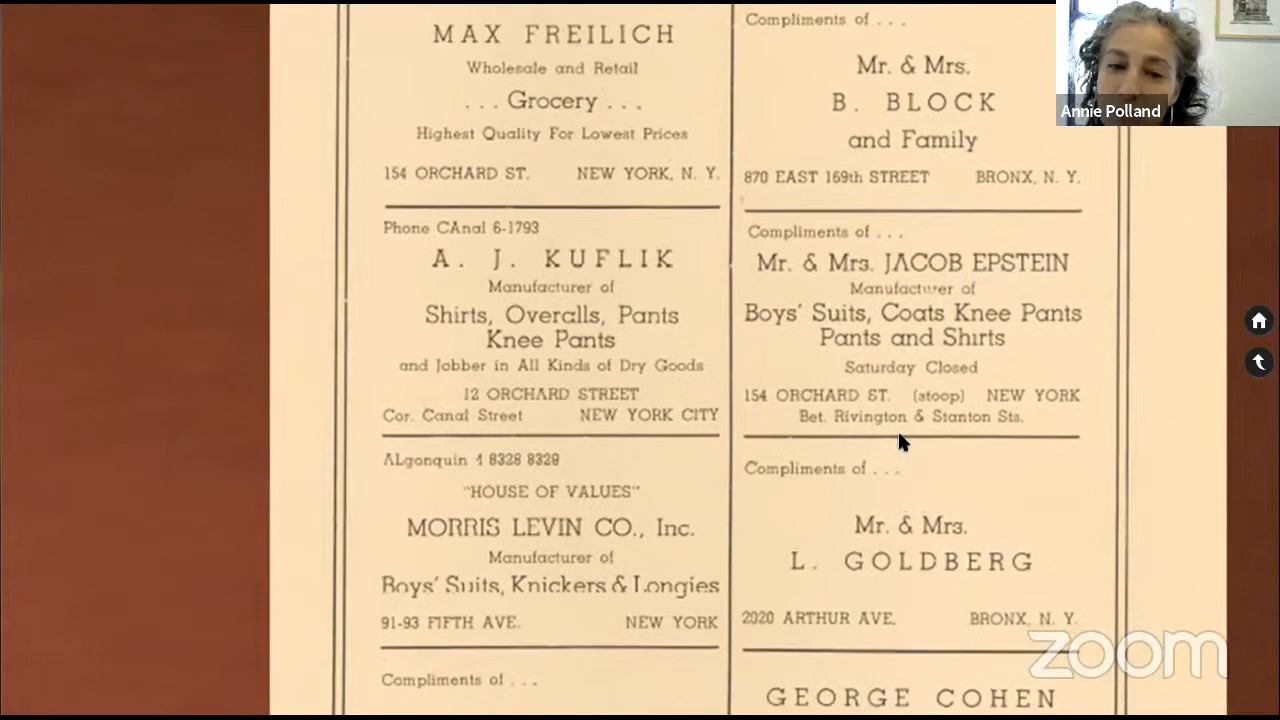 MAX FREILICH
Wholesale and Retail
. . . Grocery . . .
Highest Quality For Lowest Prices
154 ORCHARD ST. NEW YORK, N. Y.
Phone CAnal 6-1793
A. J. KUFLIK
Manufacturer of
Shirts, Overalls, Pants
Knee Pants
and Jobber in All Kinds of Dry Goods
12 ORCHARD STREET
Cor. Canal Street NEW YORK CITY
ALgonquin 4 8328 8329
"HOUSE OF VALUES"
MORRIS LEVIN CO., Inc.
Manufacturer of
Boys' Suits, Knickers & Longies
91-93 FIFTH AVE. NEW YORK
Compliments of . . .
Compliments of . . .
Mr. & Mrs.
B. BLOCK
and Family
870 EAST 169th STREET BRONX, N. Y.
Compliments of . . .
Mr. & Mrs. JACOB EPSTEIN
Manufacturer of
Boys' Suits, Coats Knee Pants
Pants and Shirts
Saturday Closed
154 ORCHARD ST. (stoop) NEW YORK
Bet. Rivington & Stanton Sts.
Compliments of . . .
Mr. & Mrs.
L. GOLDBERG
2020 ARTHUR AVE. BRONX, N. Y.
GEORGE COHEN
Annie Polland
zoom